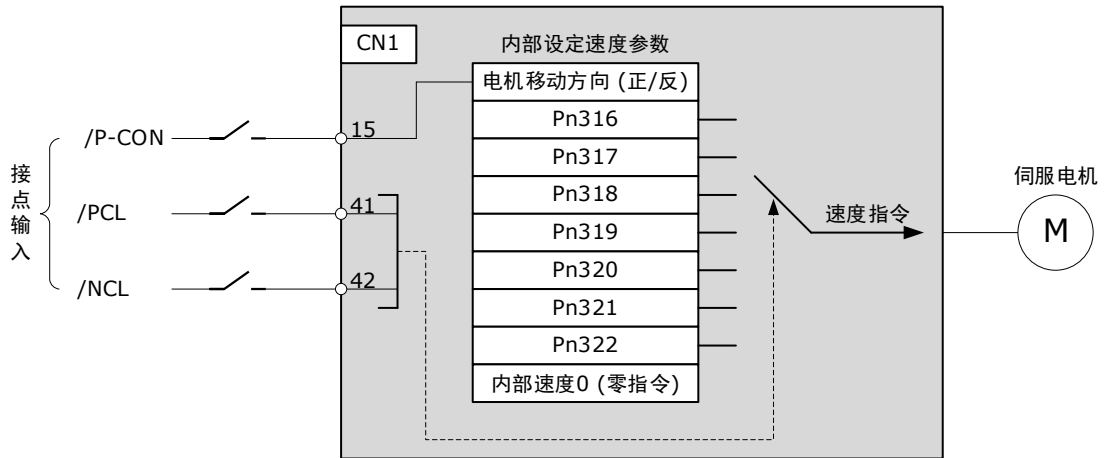 CN1
内部设定速度参数
电机移动方向 (正/反)
Pn316
Pn317
Pn318
Pn319
Pn320
Pn321
Pn322
内部速度0 (零指令)
接点输入
/P-CON
15
/PCL
41
/NCL
42
速度指令
伺服电机
M